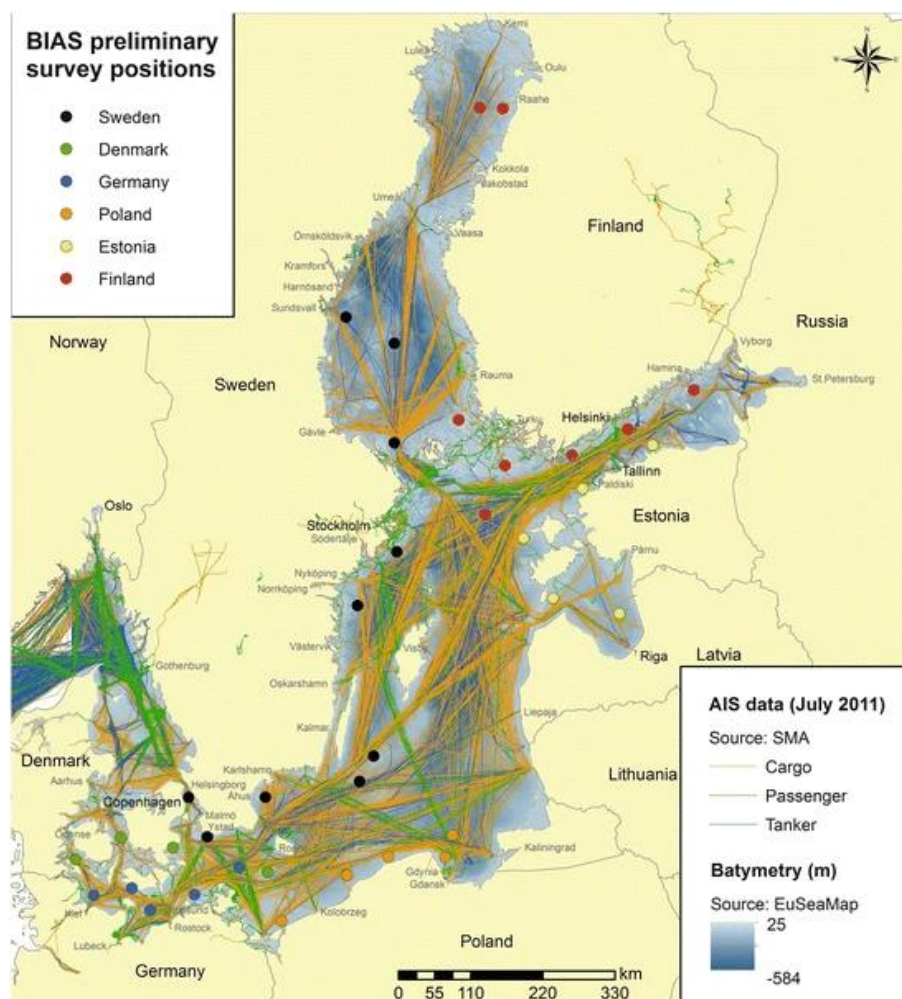 BIAS preliminary
survey positions
Sweden
Denmark
Germany
Poland
Estonia
Finland
Kemi
Luleå
Oulu
Raahe
Kokkola
Jakobstad
Umeå
Vaasa
Örnsköldsvik
Kramfors
Harnösand
Sundsvall
Finland
Norway
Sweden
Russia
Vyborg
Hamina
St.Petersburg
Rauma
Turku
Helsinki
Gävle
Tallinn
Paldiski
Oslo
Stockholm
Södertälje
Estonia
Nyköping
Norrköping
Pärnu
Västervik
Visby
Gothenburg
Oskarshamn
Riga
Latvia
Kalmar
Liepaja
Denmark
Aarhus
Karlshamn
Helsingborg
Åhus
Copenhagen
Malmö
Ystad
Lithuania
Odense
Kaliningrad
Gdynia
Gdansk
Kiel
Kolobrzeg
Rostock
Lubeck
Poland
Germany
AIS data (July 2011)
Source: SMA
Cargo
Passenger
Tanker
Batymetry (m)
Source: EuSeaMap
25
-584
km
0 55 110 220 330
N
E
S
W